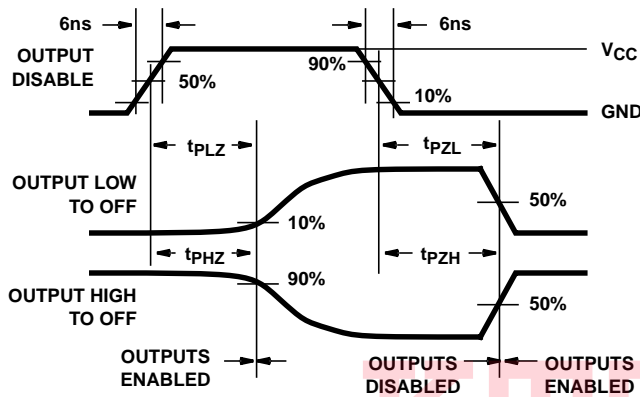 6ns
6ns
OUTPUT
DISABLE
50%
90%
10%
VCC
GND
tPLZ
tPZL
OUTPUT LOW
TO OFF
10%
50%
tPHZ
tPZH
OUTPUT HIGH
TO OFF
90%
50%
OUTPUTS
ENABLED
OUTPUTS
DISABLED
OUTPUTS
ENABLED